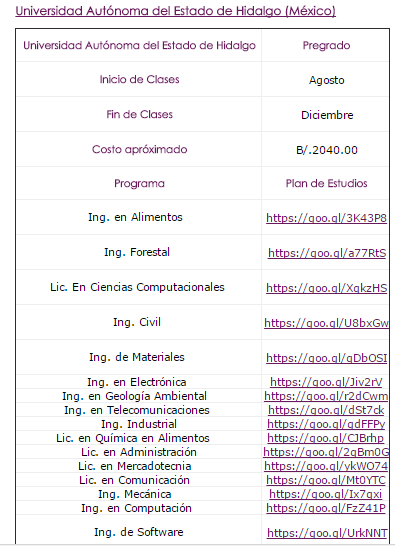 Universidad Autónoma del Estado de Hidalgo (México)
Universidad Autónoma del Estado de Hidalgo Pregrado
Inicio de Clases Agosto
Fin de Clases Diciembre
Costo apróximado B/.2040.00
Programa Plan de Estudios
Ing. en Alimentos https://goo.gl/3K43P8
Ing. Forestal https://goo.gl/a77RtS
Lic. En Ciencias Computacionales https://goo.gl/XqkzHS
Ing. Civil https://goo.gl/U8bxGw
Ing. de Materiales https://goo.gl/gDbOSI
Ing. en Electrónica https://goo.gl/Jiv2rV
Ing. en Geología Ambiental https://goo.gl/r2dCwm
Ing. en Telecomunicaciones https://goo.gl/dSt7ck
Ing. Industrial https://goo.gl/gdFFPy
Lic. en Química en Alimentos https://goo.gl/CJBrhp
Lic. en Administración https://goo.gl/2gBm0G
Lic. en Mercadotecnia https://goo.gl/ykWO74
Lic. en Comunicación https://goo.gl/Mt0YTC
Ing. Mecánica https://goo.gl/Ix7gxi
Ing. en Computación https://goo.gl/FzZ41P
Ing. de Software https://goo.gl/UrkNNT